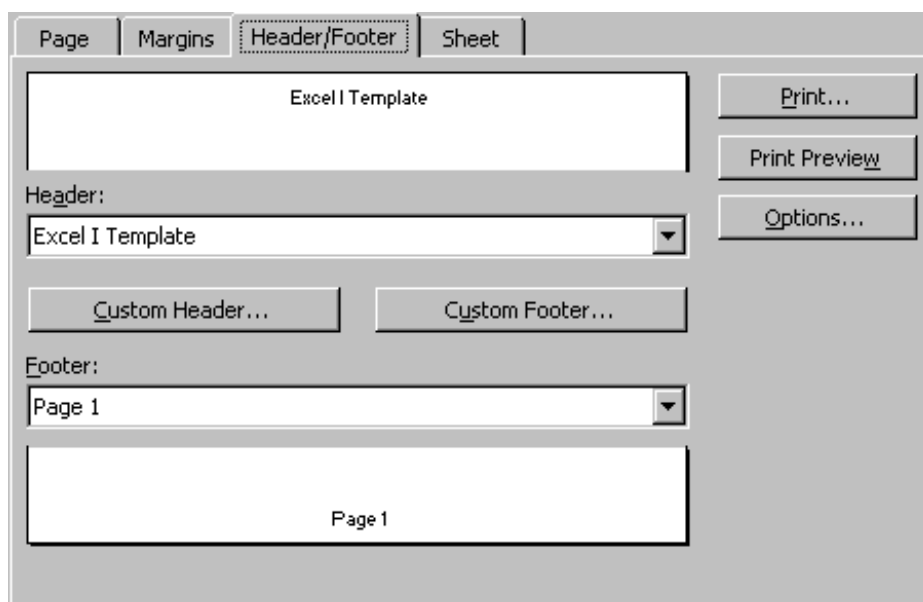 Page Margins Header/Footer Sheet
Excel I Template
Print...
Print Preview
Header:
Excel I Template
Options...
Custom Header... Custom Footer...
Footer:
Page 1
Page 1